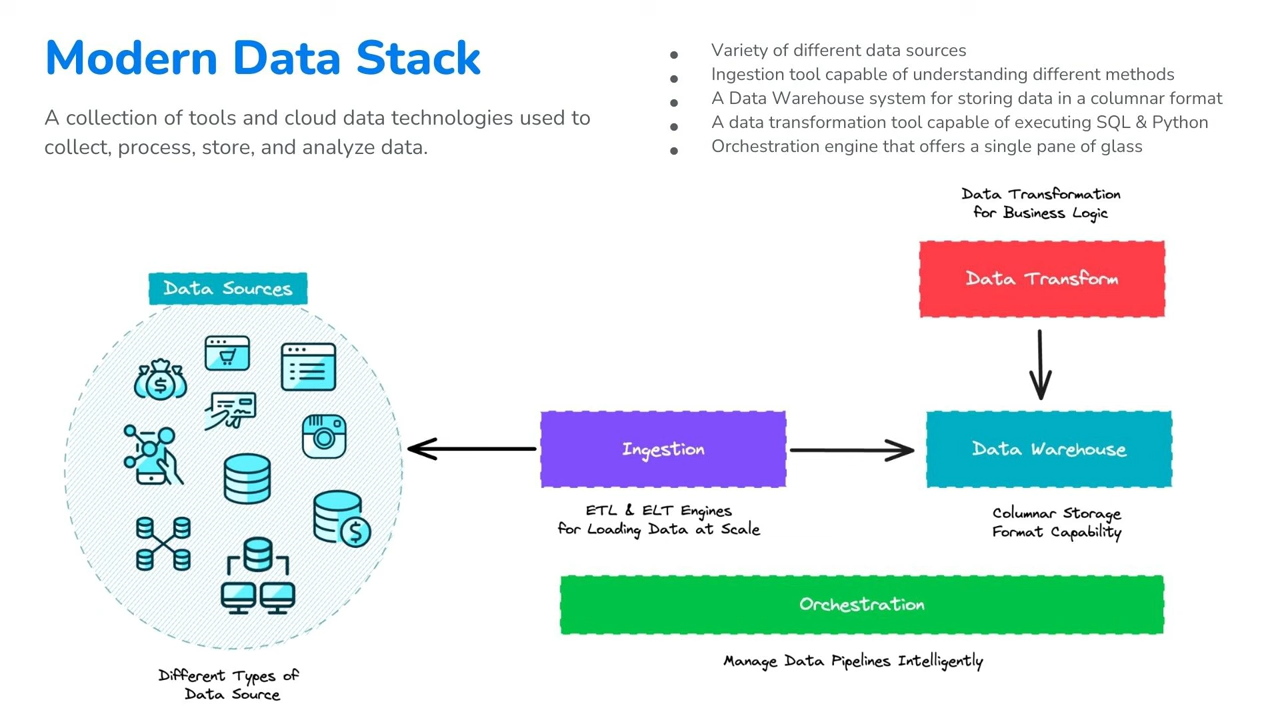 Modern Data Stack
A collection of tools and cloud data technologies used to
collect, process, store, and analyze data.
• Variety of different data sources
• Ingestion tool capable of understanding different methods
• A Data Warehouse system for storing data in a columnar format
• A data transformation tool capable of executing SQL & Python
• Orchestration engine that offers a single pane of glass
Data Transformation
for Business Logic
Data Transform
Data Sources
$
$
Ingestion
Data Warehouse
ETL & ELT Engines
for Loading Data at Scale
Columnar Storage
Format Capability
Orchestration
Manage Data Pipelines Intelligently
Different Types of
Data Source